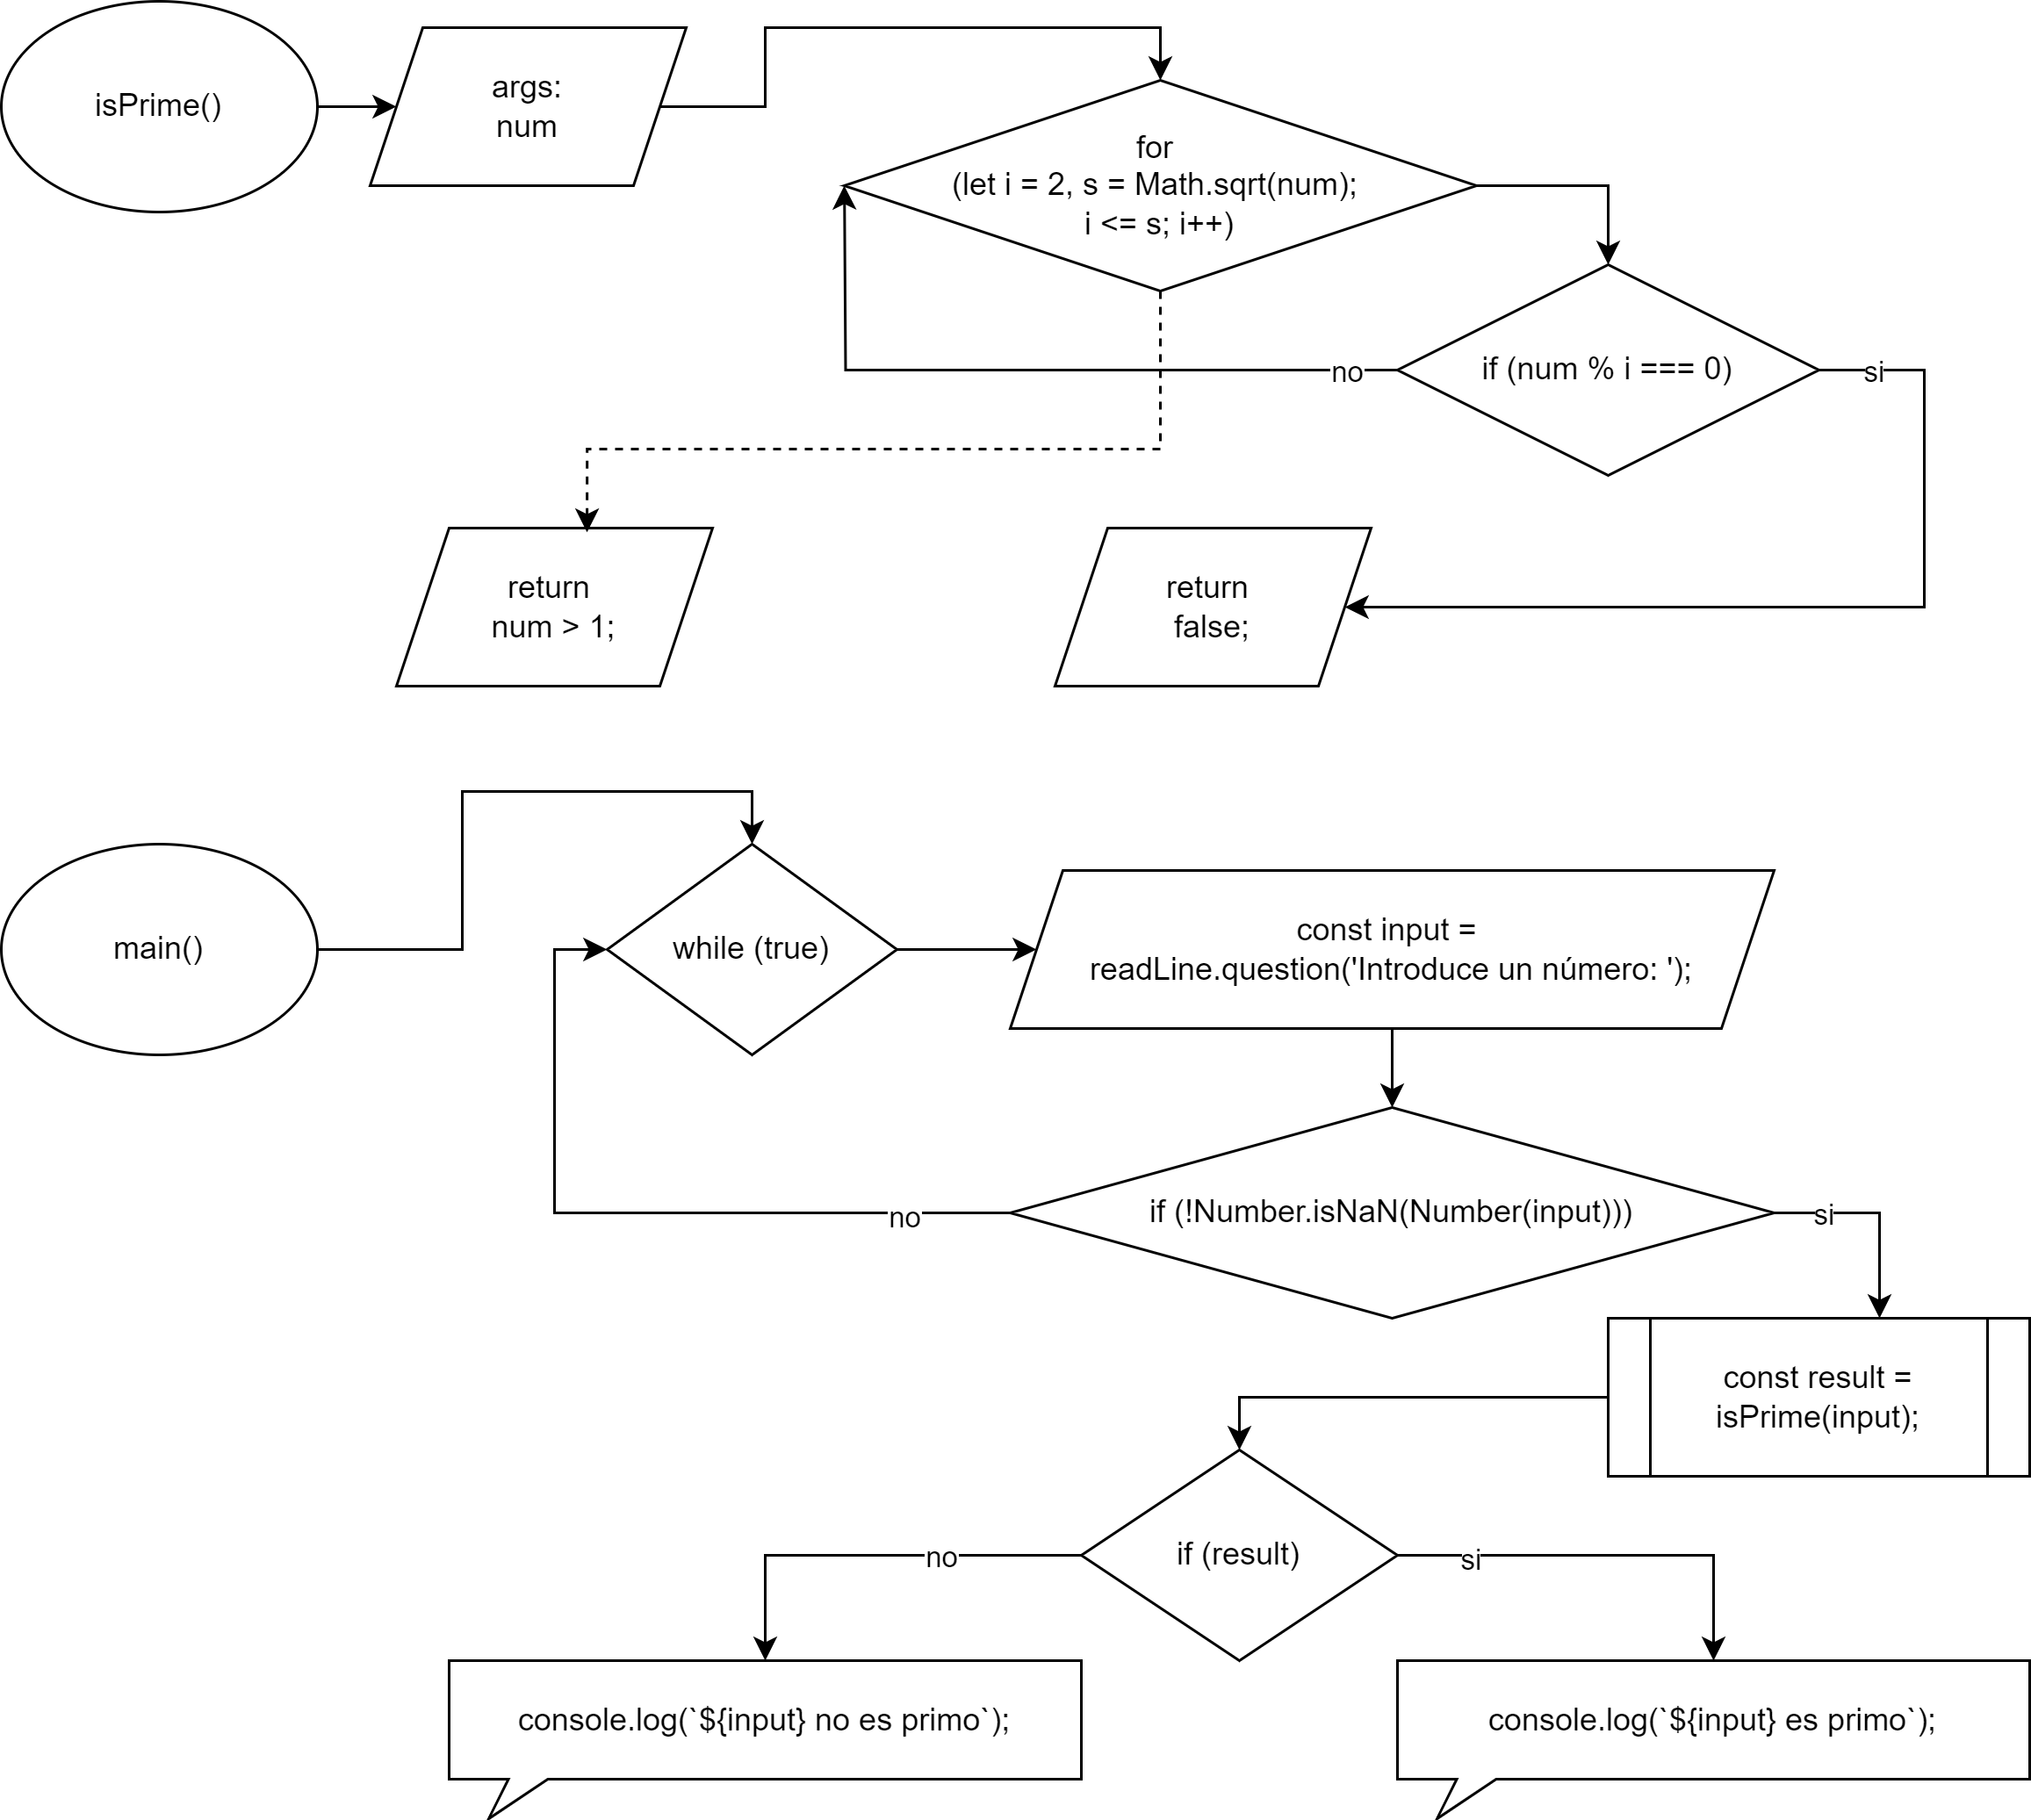 isPrime()
args:
num
for
(let i = 2, s = Math.sqrt(num);
i <= s; i++)
if (num % i === 0)
no
si
return
num > 1;
return
false;
main()
while (true)
const input =
readLine.question('Introduce un número: ');
if (!Number.isNaN(Number(input)))
no
si
const result =
isPrime(input);
if (result)
no
si
console.log(`${input} no es primo`);
console.log(`${input} es primo`);